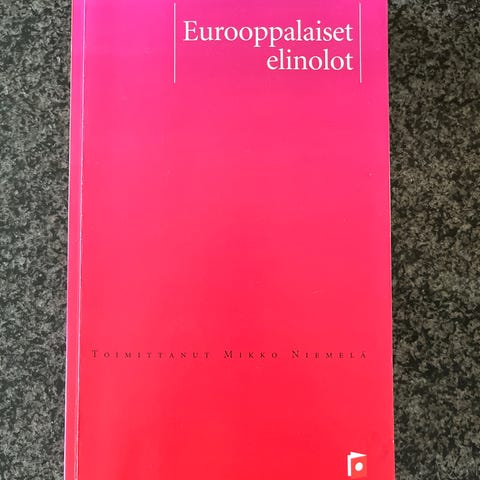 Eurooppalaiset
elinolot
Toimittanut Mikko Niemelä